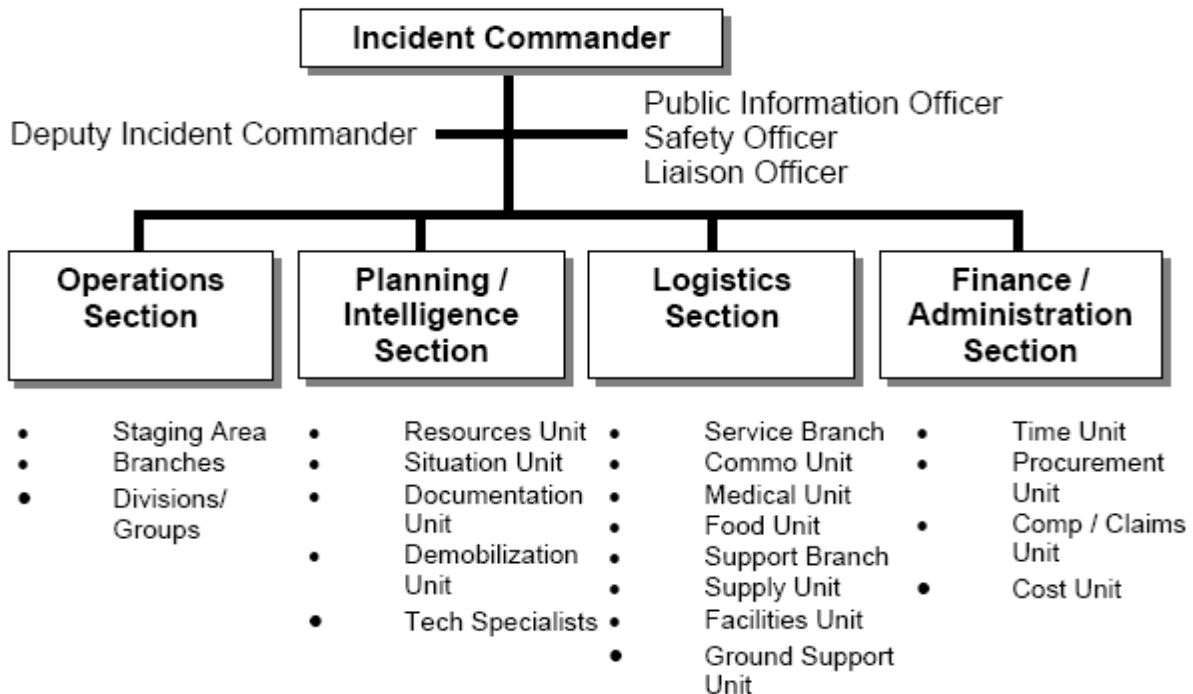 Incident Commander
Deputy Incident Commander
Public Information Officer
Safety Officer
Liaison Officer
Operations
Section
Planning /
Intelligence
Section
Logistics
Section
Finance /
Administration
Section
• Staging Area
• Branches
• Divisions/
Groups
• Resources Unit
• Situation Unit
• Documentation
Unit
• Demobilization
Unit
• Tech Specialists
• Service Branch
• Commo Unit
• Medical Unit
• Food Unit
• Support Branch
• Supply Unit
• Facilities Unit
• Ground Support
Unit
• Time Unit
• Procurement
Unit
• Comp / Claims
Unit
• Cost Unit